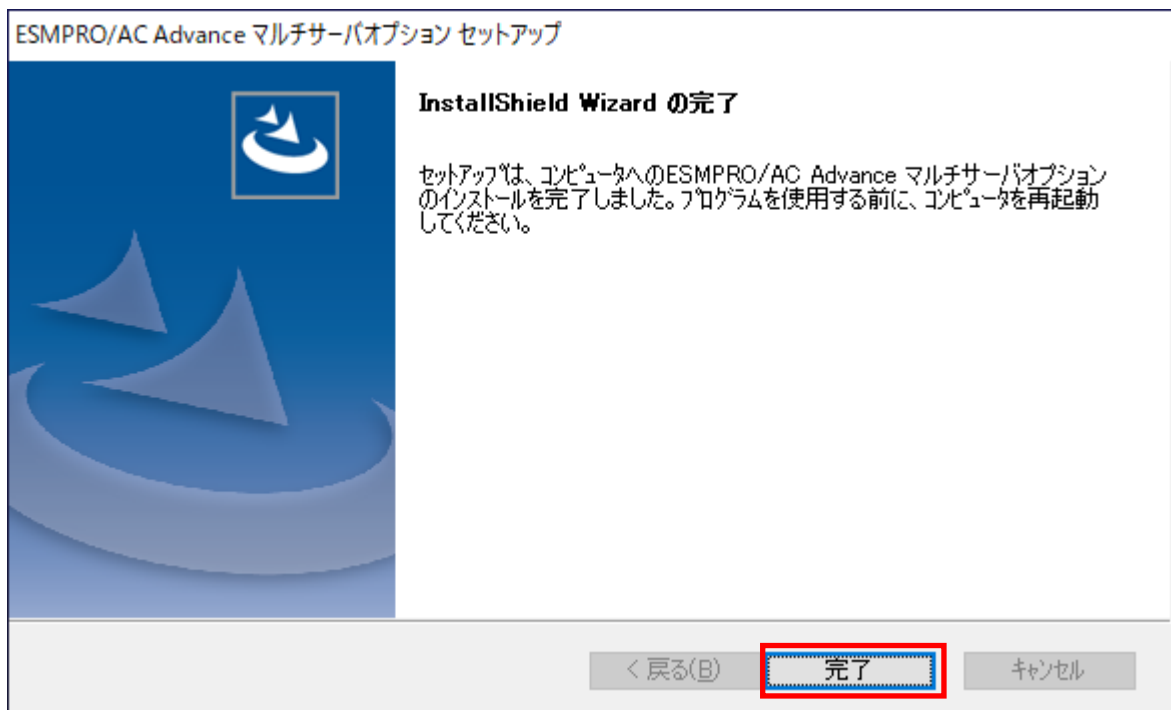 ESMPRO/AC Advance マルチサーバオプション セットアップ
InstallShield Wizard の完了
セットアップは、コンピュータへのESMPRO/AC Advance マルチサーバオプション
のインストールを完了しました。プログラムを使用する前に、コンピュータを再起動
してください。
< 戻る(B)
完了
キャンセル